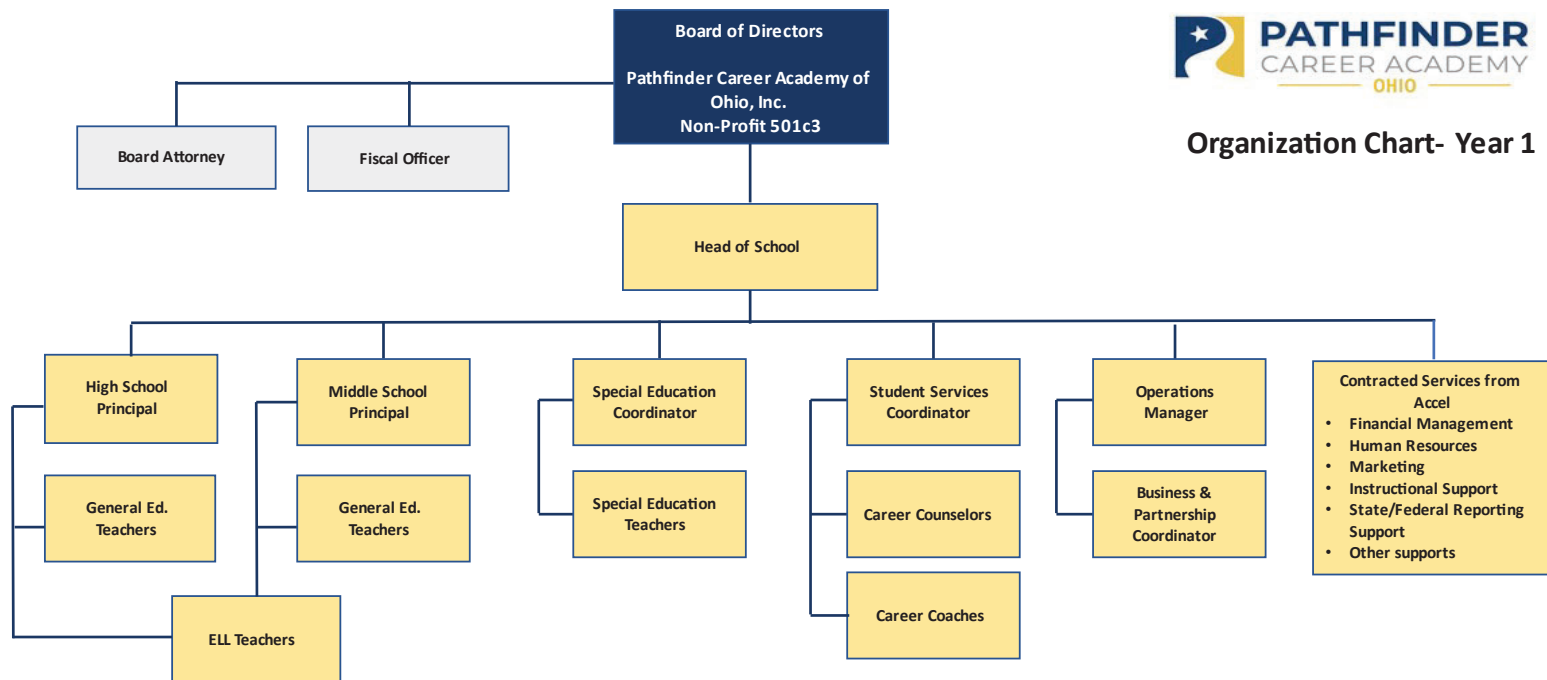 Board of Directors
Pathfinder Career Academy of
Ohio, Inc.
Non-Profit 501c3
PATHFINDER
CAREER ACADEMY
OHIO
Organization Chart- Year 1
Board Attorney
Fiscal Officer
Head of School
High School
Principal
Middle School
Principal
Special Education
Coordinator
Student Services
Coordinator
Operations
Manager
Contracted Services from
Accel
• Financial Management
• Human Resources
• Marketing
• Instructional Support
• State/Federal Reporting
Support
• Other supports
General Ed.
Teachers
General Ed.
Teachers
Special Education
Teachers
Career Counselors
Business &
Partnership
Coordinator
ELL Teachers
Career Coaches